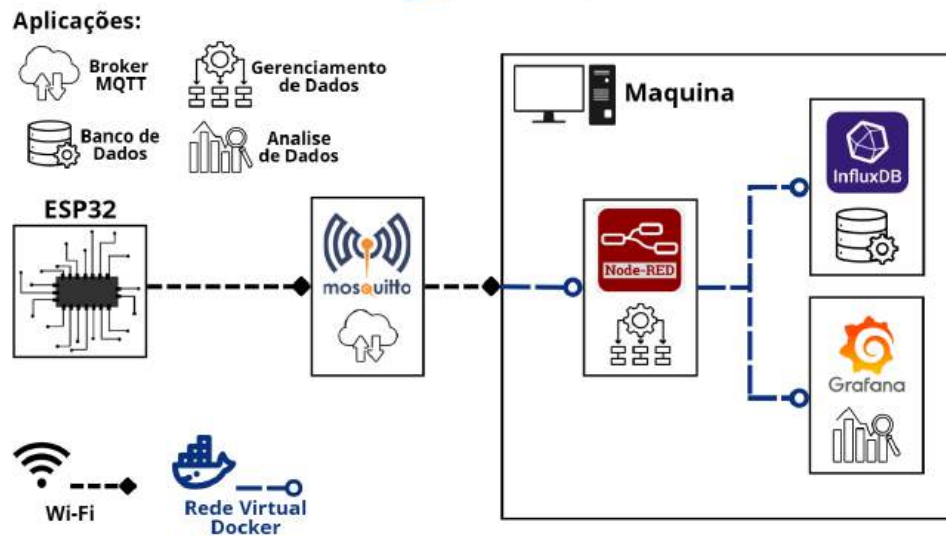 Aplicações:
Broker
MQTT
Gerenciamento
de Dados
Banco de
Dados
Analise
de Dados
ESP32
mosquitto
Maquina
Node-RED
InfluxDB
Grafana
Wi-Fi
Rede Virtual
Docker